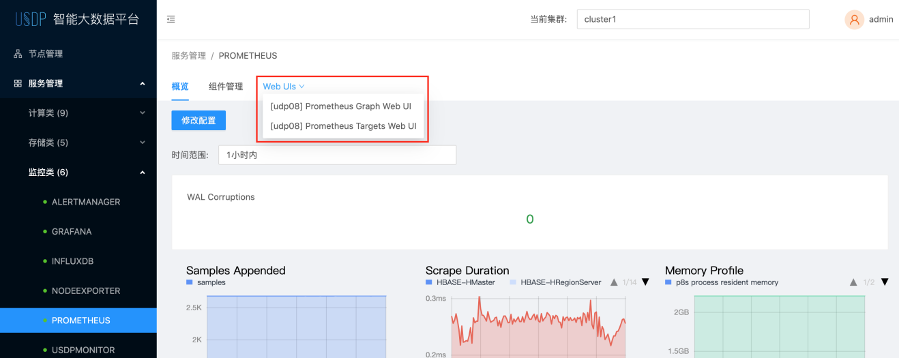 USDP 智能大数据平台
当前集群: cluster1 admin
节点管理
服务管理
计算类 (9)
存储类 (5)
监控类 (6)
ALERTMANAGER
GRAFANA
INFLUXDB
NODEEXPORTER
PROMETHEUS
USDPMONITOR
服务管理 / PROMETHEUS
概览 组件管理 Web UIs
[udp08] Prometheus Graph Web UI
[udp08] Prometheus Targets Web UI
修改配置
时间范围: 1小时内
WAL Corruptions
0
Samples Appended
samples
2.5K
2K
Scrape Duration
HBASE-HMaster HBASE-HRegionServer 1/14
0.3ms
0.2ms
Memory Profile
p8s process resident memory 1/2
2GB
1.5GB